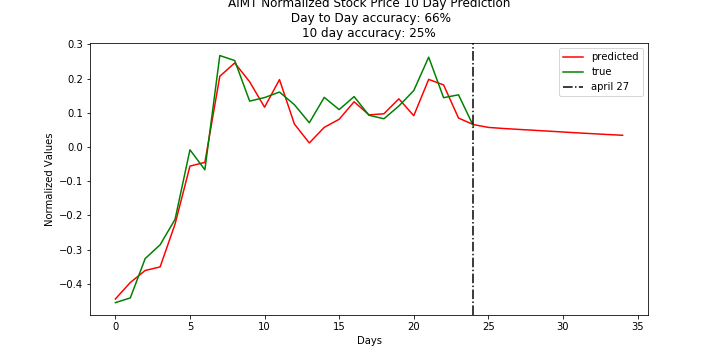 AIMT Normalized Stock Price 10 Day Prediction
Day to Day accuracy: 66%
10 day accuracy: 25%
predicted
true
april 27
Normalized Values
0.3
0.2
0.1
0.0
−0.1
−0.2
−0.3
−0.4
0 5 10 15 20 25 30 35
Days